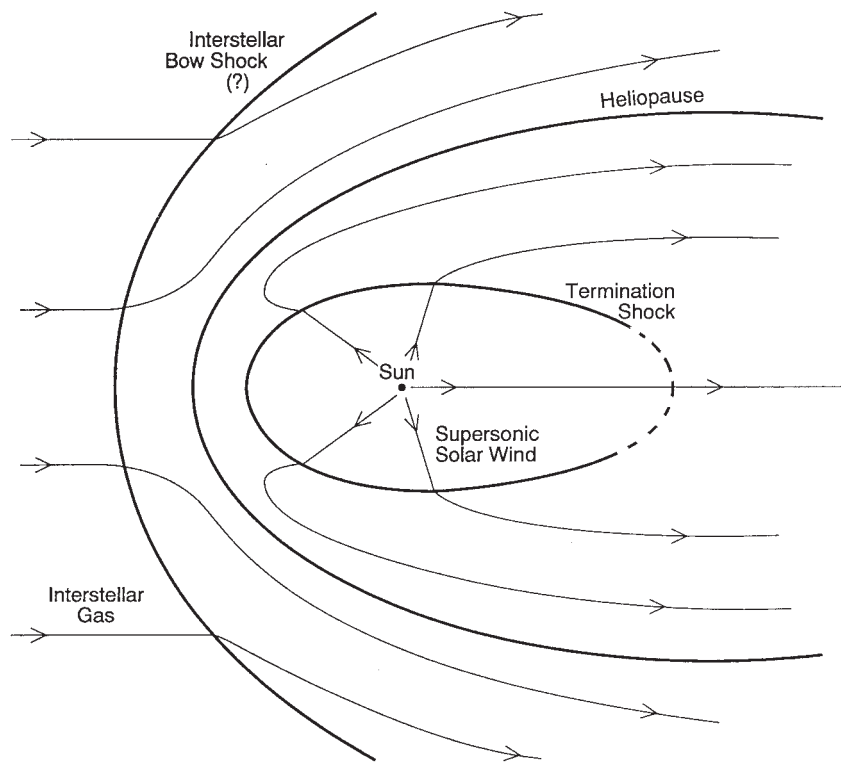 Interstellar
Bow Shock
(?)
Heliopause
Termination
Shock
Sun
Supersonic
Solar Wind
Interstellar
Gas